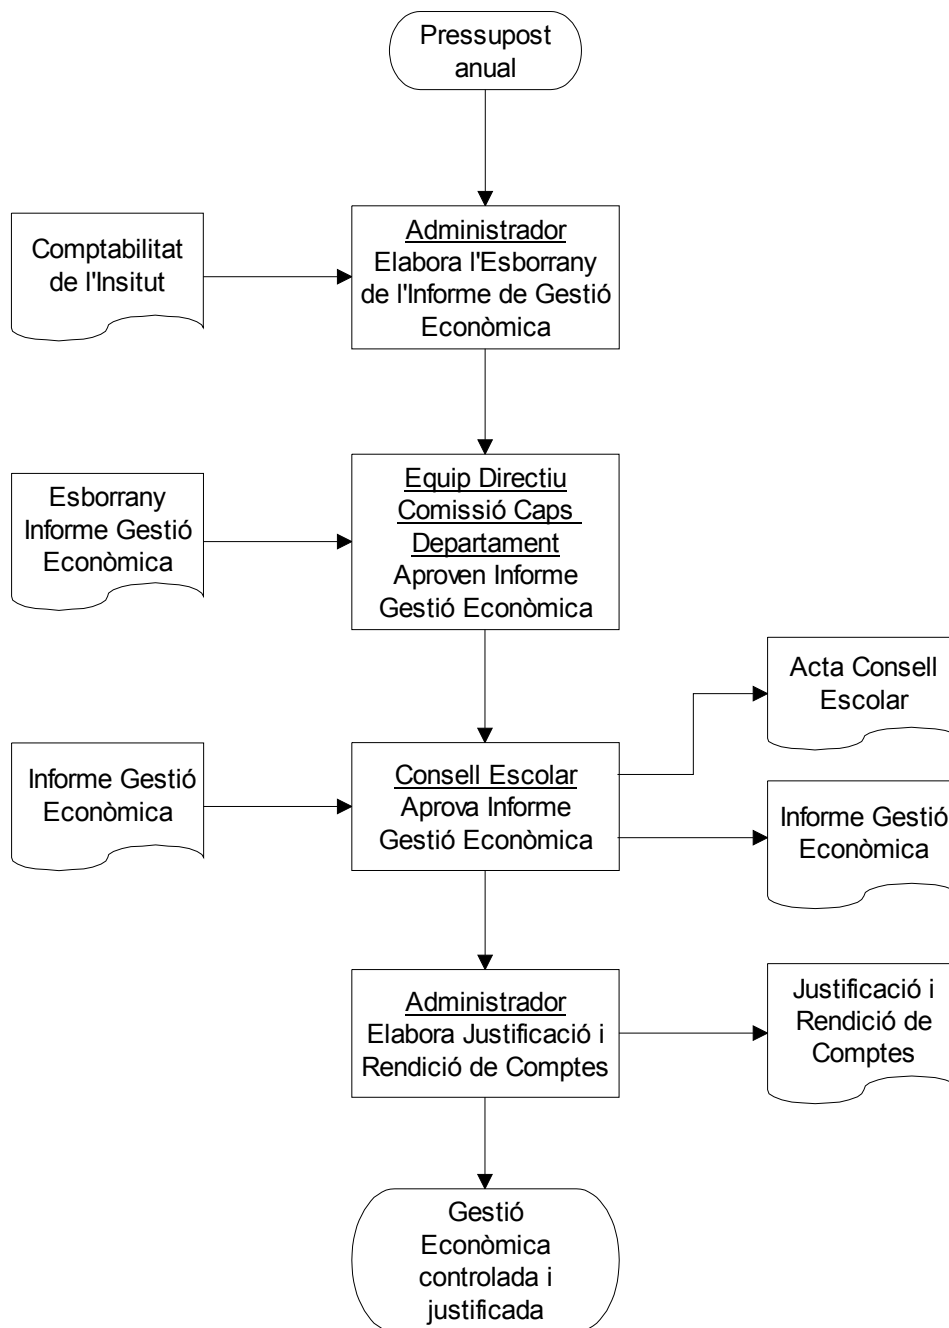 Pressupost
anual
Comptabilitat
de l'Insitut
Administrador
Elabora l'Esborrany
de l'Informe de Gestió
Econòmica
Esborrany
Informe Gestió
Econòmica
Equip Directiu
Comissió Caps
Departament
Aproven Informe
Gestió Econòmica
Acta Consell
Escolar
Informe Gestió
Econòmica
Consell Escolar
Aprova Informe
Gestió Econòmica
Informe Gestió
Econòmica
Administrador
Elabora Justificació i
Rendició de Comptes
Justificació i
Rendició de
Comptes
Gestió
Econòmica
controlada i
justificada